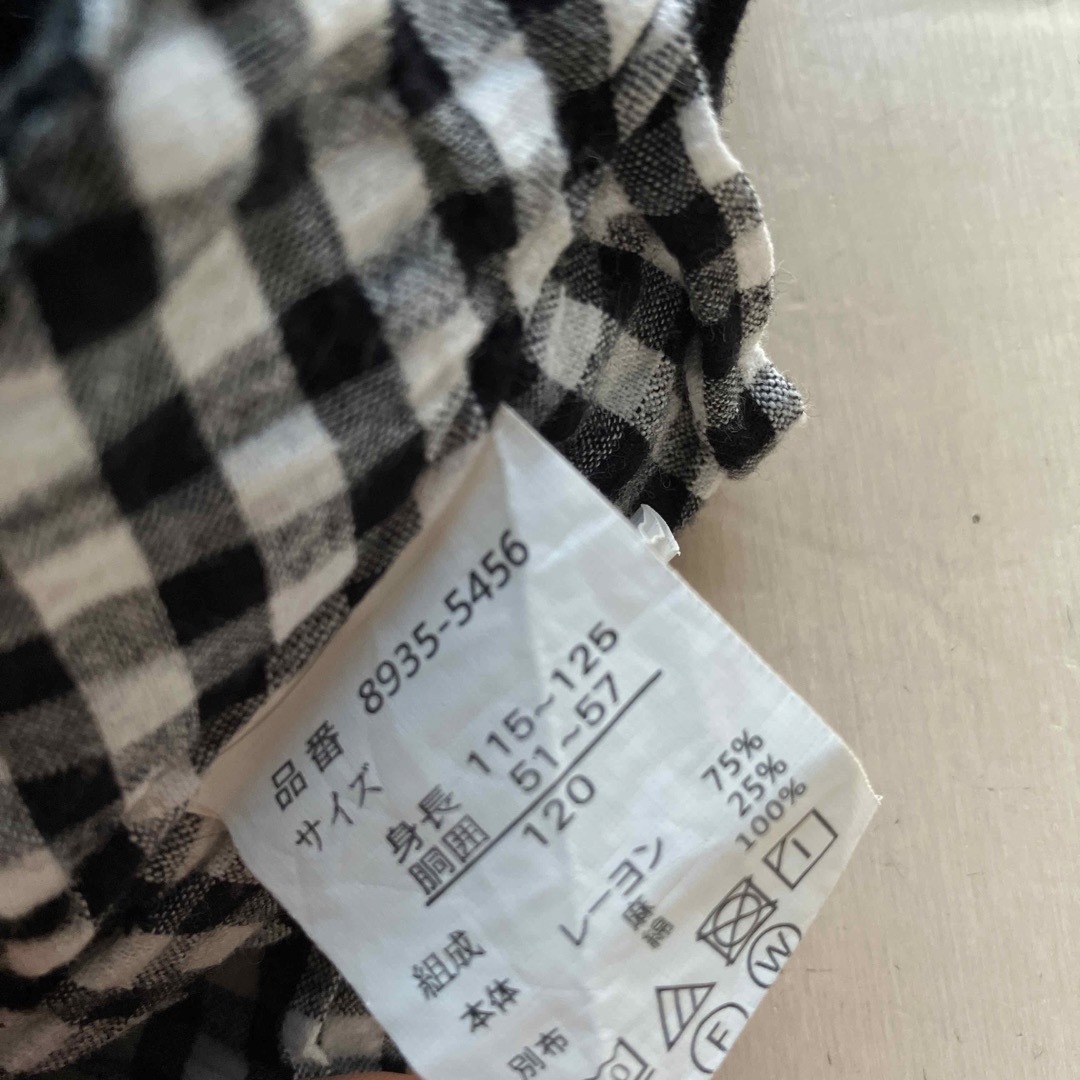 品番 8935-5456
サイズ
身長 115~125
胴囲 51~57
120
組成
本体 レーヨン 75%
麻 25%
別布 綿 100%
W
F